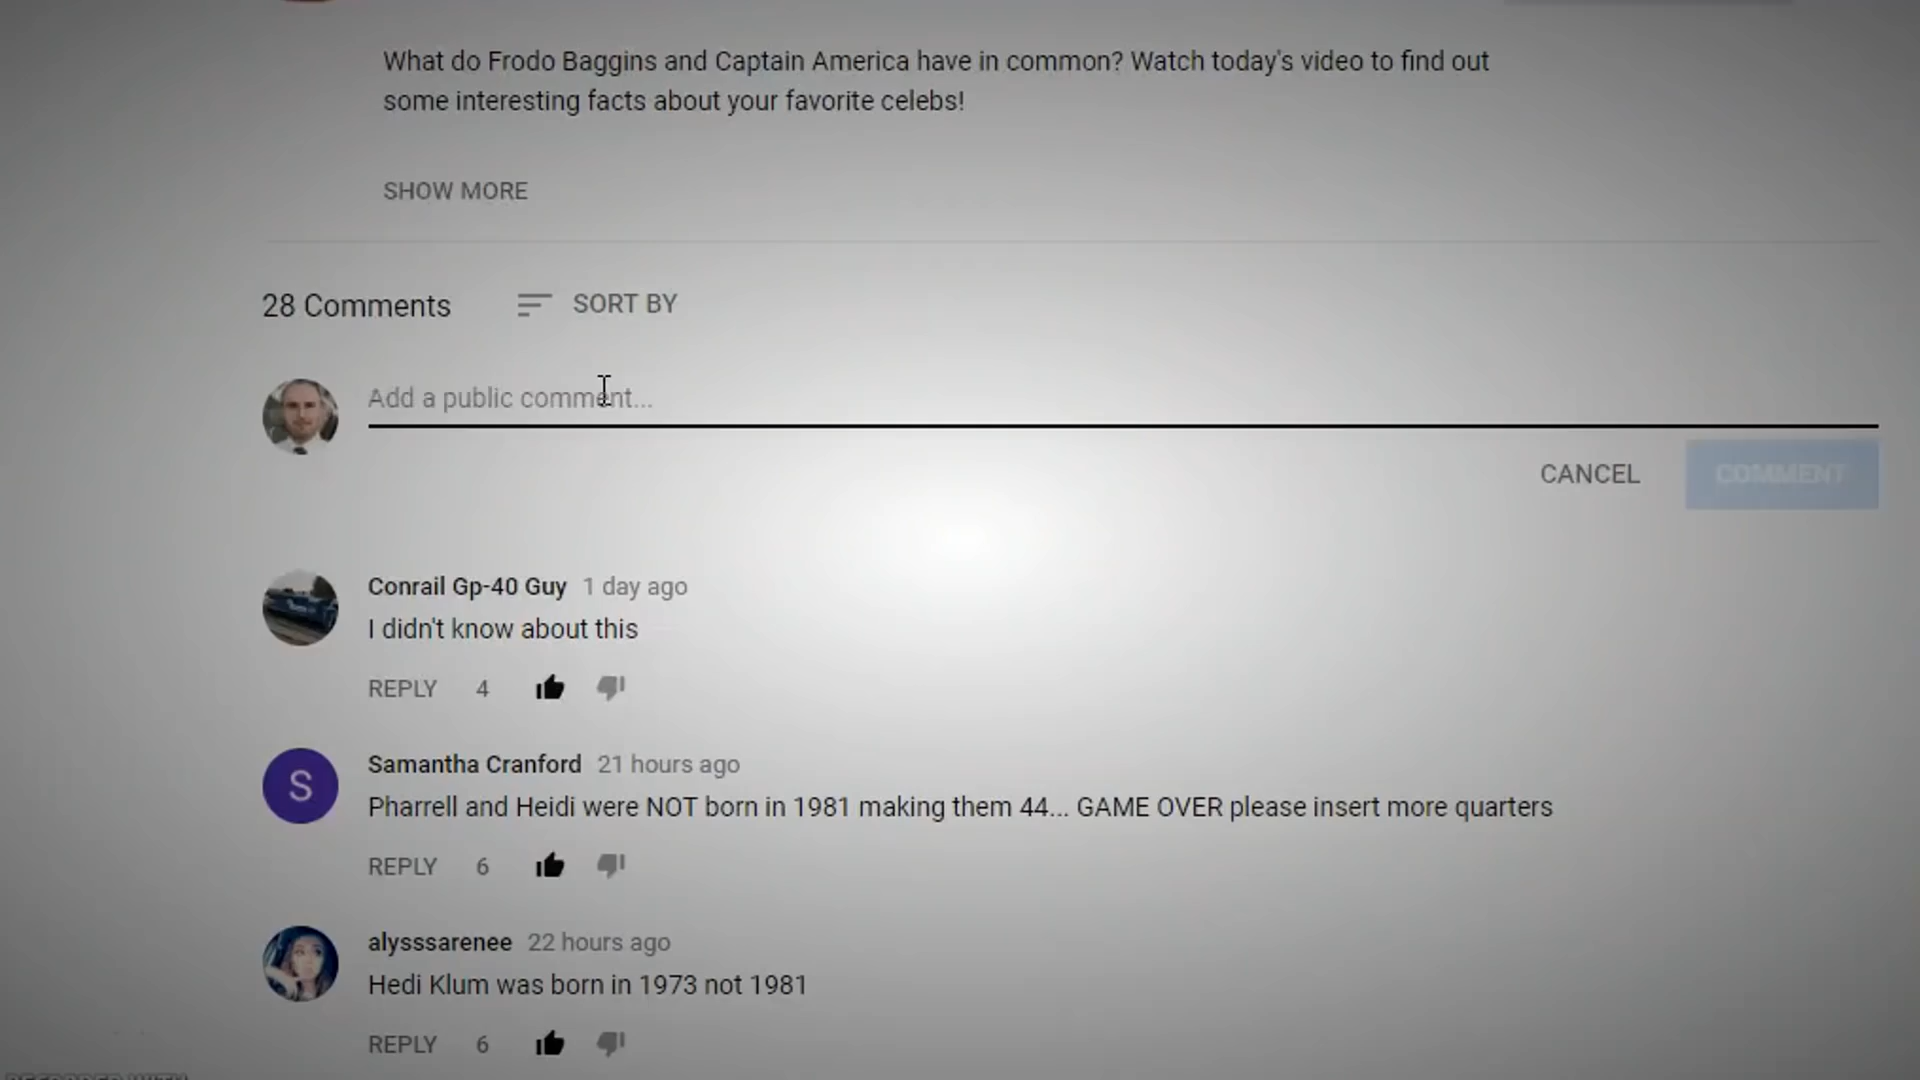 What do Frodo Baggins and Captain America have in common? Watch today's video to find out
some interesting facts about your favorite celebs!
SHOW MORE
28 Comments SORT BY
Add a public comment...
CANCEL COMMENT
Conrail Gp-40 Guy 1 day ago
I didn't know about this
REPLY 4
S
Samantha Cranford 21 hours ago
Pharrell and Heidi were NOT born in 1981 making them 44... GAME OVER please insert more quarters
REPLY 6
alysssarenee 22 hours ago
Hedi Klum was born in 1973 not 1981
REPLY 6